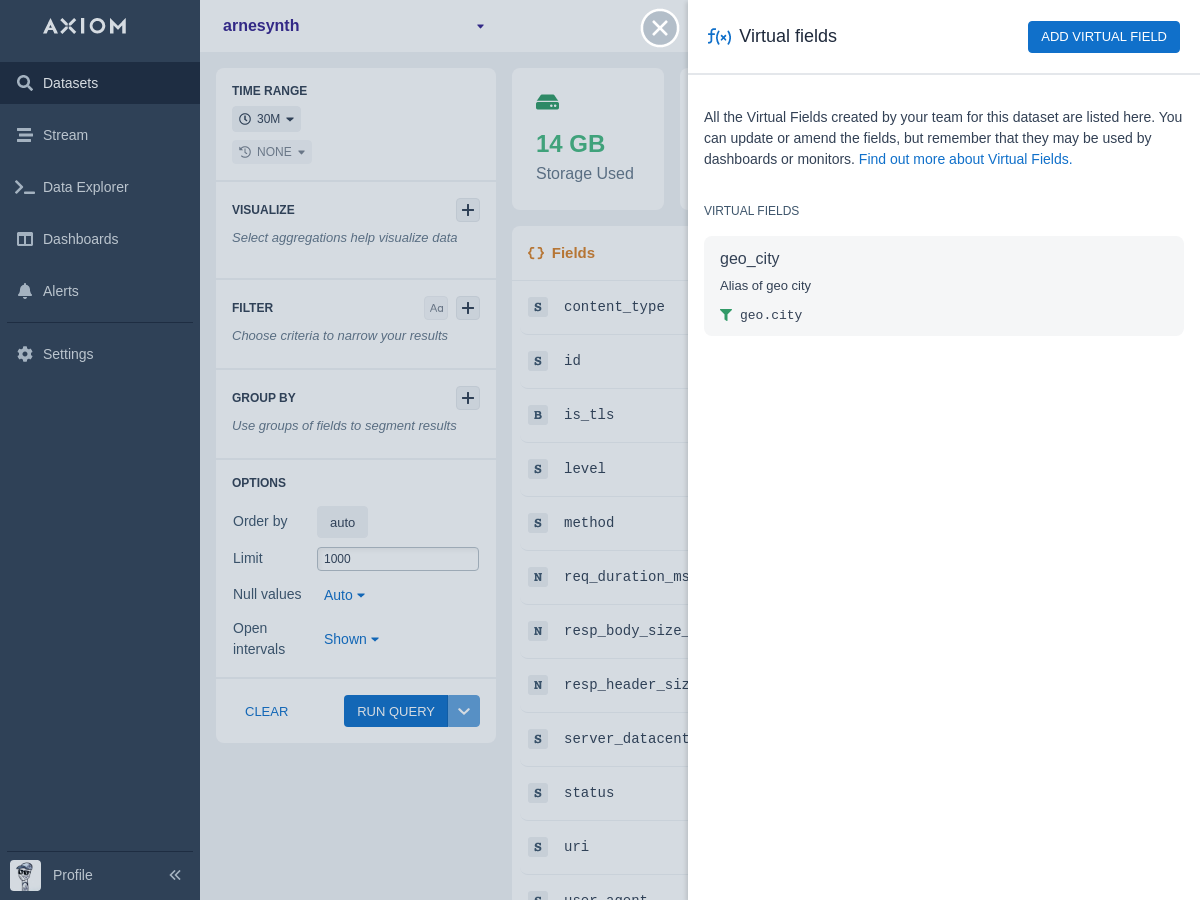 AXIOM
Datasets
Stream
Data Explorer
Dashboards
Alerts
Settings
Profile
arnesynth
TIME RANGE
30M
NONE
VISUALIZE
Select aggregations help visualize data
FILTER
Aa
Choose criteria to narrow your results
GROUP BY
Use groups of fields to segment results
OPTIONS
Order by auto
Limit 1000
Null values Auto
Open
intervals
Shown
CLEAR RUN QUERY
14 GB
Storage Used
{} Fields
S content_type
S id
B is_tls
S level
S method
N req_duration_ms
N resp_body_size_
N resp_header_siz
S server_datacent
S status
S uri
S user_agent
f(x) Virtual fields
ADD VIRTUAL FIELD
All the Virtual Fields created by your team for this dataset are listed here. You
can update or amend the fields, but remember that they may be used by
dashboards or monitors. Find out more about Virtual Fields.
VIRTUAL FIELDS
geo_city
Alias of geo city
geo.city